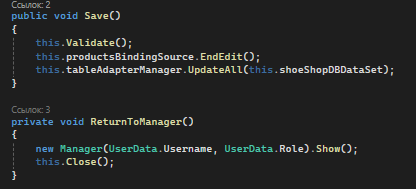 Ссылок: 2
public void Save()
{
this.Validate();
this.productsBindingSource.EndEdit();
this.tableAdapterManager.UpdateAll(this.shoeShopDBDataSet);
}
Ссылок: 3
private void ReturnToManager()
{
new Manager(UserData.Username, UserData.Role).Show();
this.Close();
}